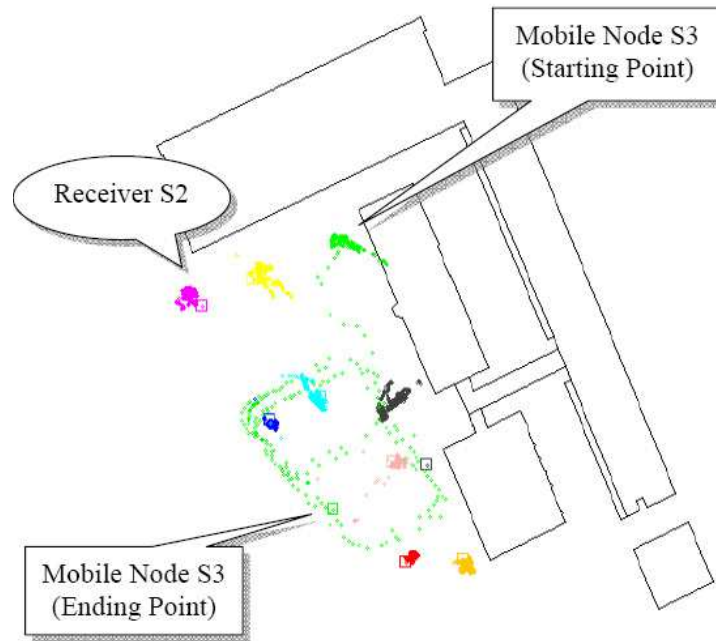 Mobile Node S3
(Starting Point)
Receiver S2
Mobile Node S3
(Ending Point)